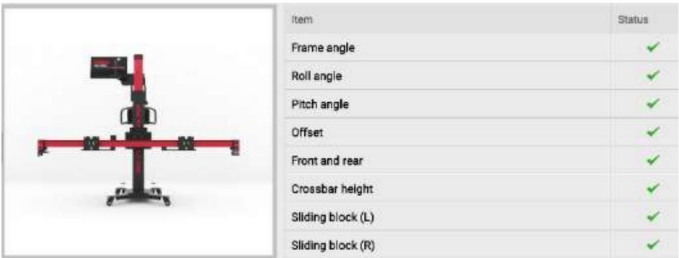 Item Status
Frame angle
Roll angle
Pitch angle
Offset
Front and rear
Crossbar height
Sliding block (L)
Sliding block (R)